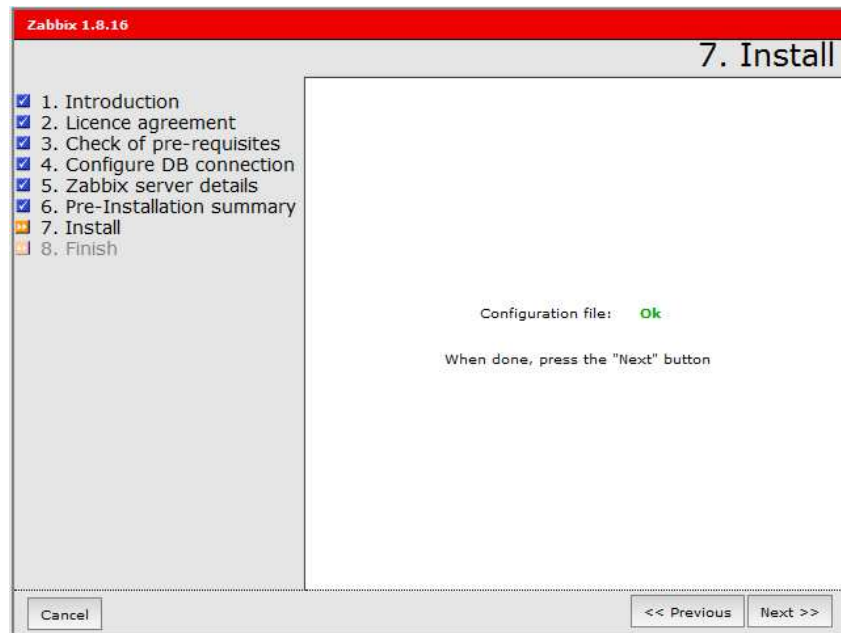 Zabbix 1.8.16
7. Install
1. Introduction
2. Licence agreement
3. Check of pre-requisites
4. Configure DB connection
5. Zabbix server details
6. Pre-Installation summary
7. Install
8. Finish
Configuration file: Ok
When done, press the "Next" button
Cancel
<< Previous
Next >>